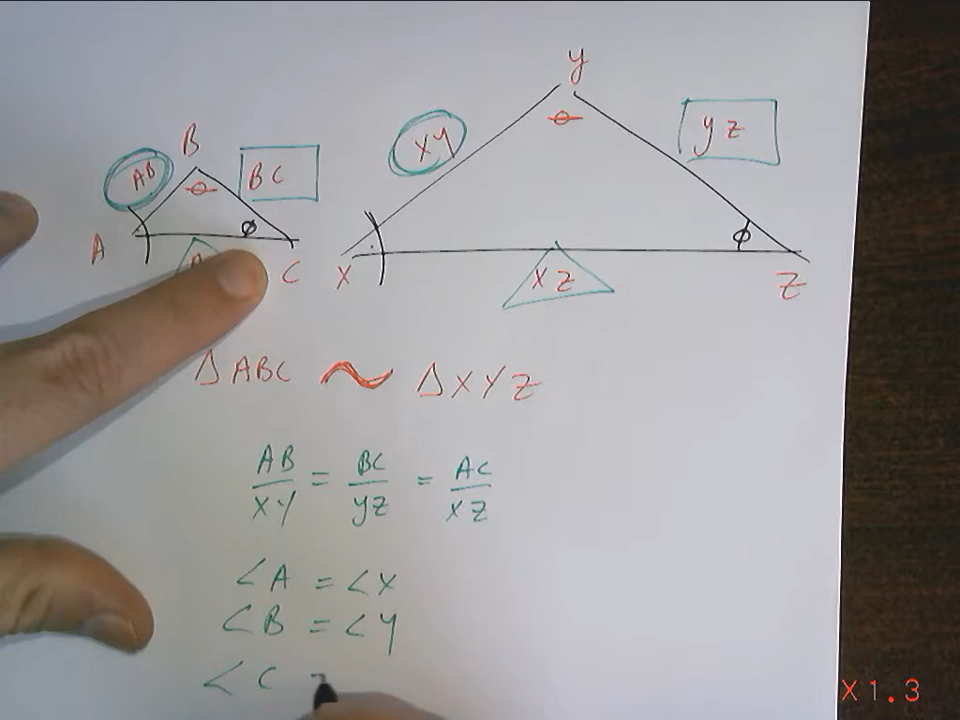 Y
XY
YZ
B
θ
AB
BC
θ
ϕ
ϕ
A
C
X
XZ
Z
Δ ABC ~ Δ XYZ
AB/XY = BC/YZ = AC/XZ
∠A = ∠X
∠B = ∠Y
∠C =
X1.3